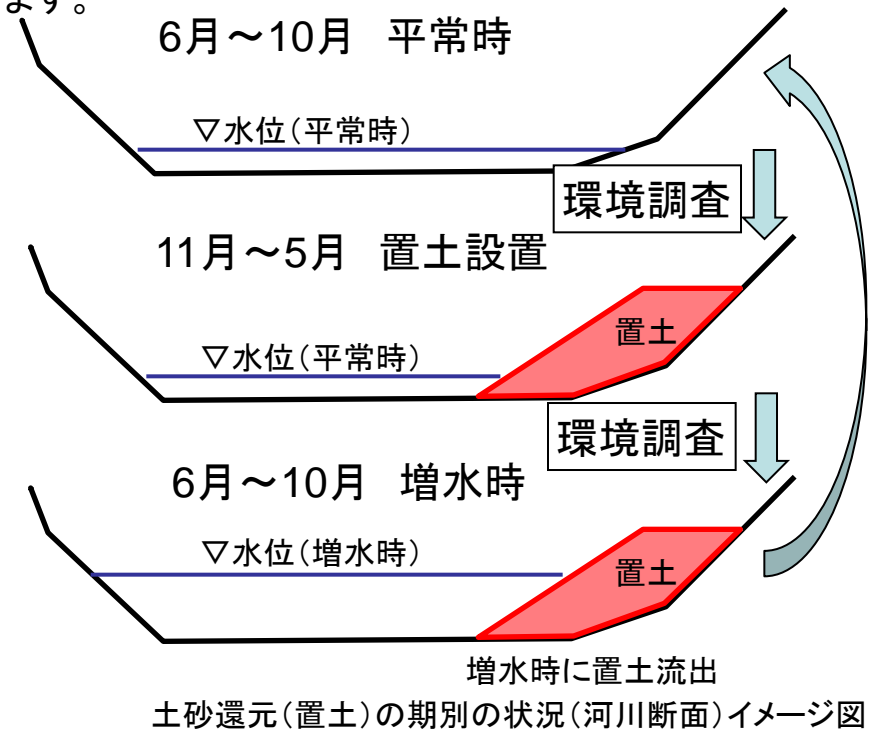 ます。
6月～10月 平常時
▽水位(平常時)
環境調査
11月～5月 置土設置
置土
▽水位(平常時)
環境調査
6月～10月 増水時
▽水位(増水時)
置土
増水時に置土流出
土砂還元(置土)の期別の状況(河川断面)イメージ図